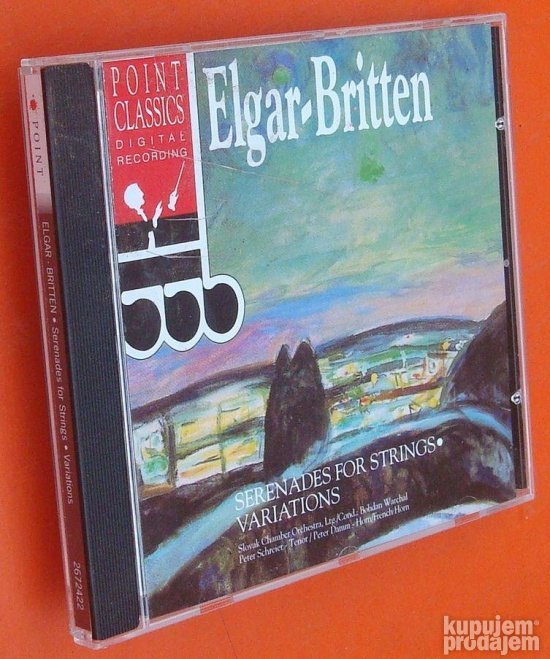 POINT
CLASSICS
DIGITAL
RECORDING
Elgar-Britten
SERENADES FOR STRINGS •
VARIATIONS
Slovak Chamber Orchestra, Ltg./Cond.: Bohdan Warchal
Peter Schreier - Tenor / Peter Damm - Horn/French Horn
POINT
ELGAR · BRITTEN • Serenades for Strings • Variations
2672422
kupujem
prodajem